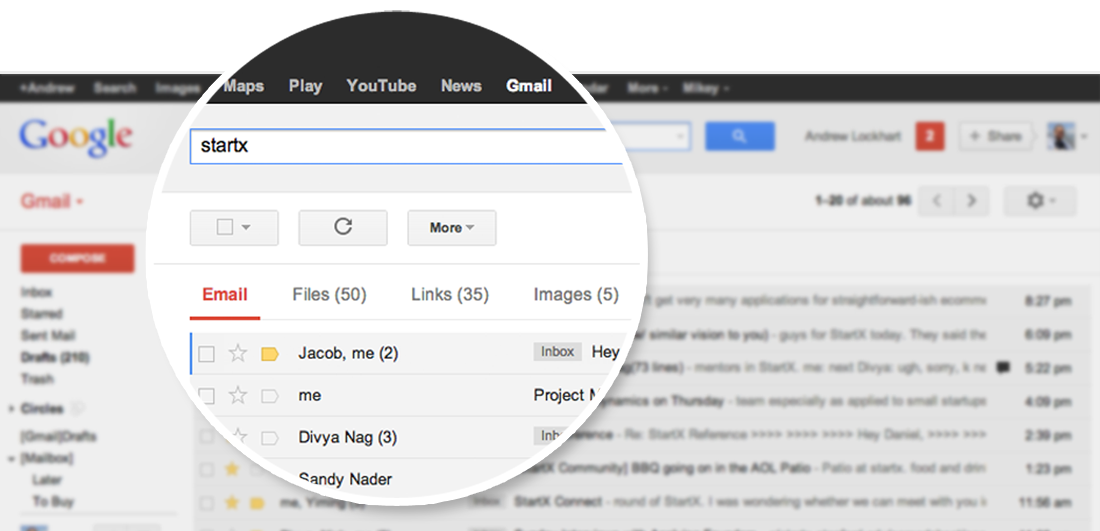 +Andrew Search Images Maps Play YouTube News Gmail More Mikey
Google
startx
Andrew Lockhart 2 + Share
Gmail
More
1–20 of about 96
COMPOSE
Email Files (50) Links (35) Images (5)
Inbox
get very many applications for straightforward-ish 8:27 pm
Starred
Jacob, me (2) Inbox Hey
similar vision to you) - guys for StartX today. They said the 6:09 pm
Sent Mail
(73 lines) - mentors in StartX. me: next Divya: ugh, sorry, 5:22 pm
Drafts (210)
me Project
on Thursday - team especially as applied to small startups 4:09 pm
Trash
Circles
Divya Nag (3)
- Re: StartX Reference >>>> >>>> >>>> Hey Daniel, >>>> 2:39 pm
[Gmail]Drafts
[Mailbox]
Sandy Nader
Community] BBQ going on in the AOL Patio - Patio at startx. food and 1:23 pm
Later
me, Yiming Inbox StartX Connect - round of StartX. I was wondering whether we can meet with you 11:56 am
To Buy